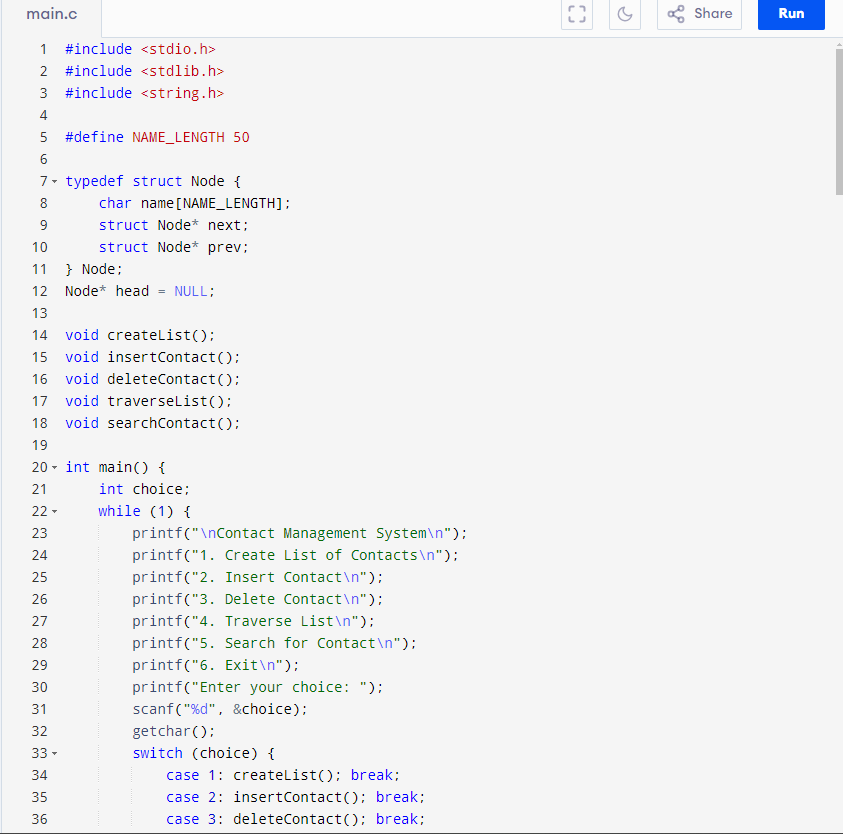 main.c
Share
Run
1 #include <stdio.h>
2 #include <stdlib.h>
3 #include <string.h>
4
5 #define NAME_LENGTH 50
6
7 typedef struct Node {
8     char name[NAME_LENGTH];
9     struct Node* next;
10     struct Node* prev;
11 } Node;
12 Node* head = NULL;
13
14 void createList();
15 void insertContact();
16 void deleteContact();
17 void traverseList();
18 void searchContact();
19
20 int main() {
21     int choice;
22     while (1) {
23         printf("\nContact Management System\n");
24         printf("1. Create List of Contacts\n");
25         printf("2. Insert Contact\n");
26         printf("3. Delete Contact\n");
27         printf("4. Traverse List\n");
28         printf("5. Search for Contact\n");
29         printf("6. Exit\n");
30         printf("Enter your choice: ");
31         scanf("%d", &choice);
32         getchar();
33         switch (choice) {
34             case 1: createList(); break;
35             case 2: insertContact(); break;
36             case 3: deleteContact(); break;